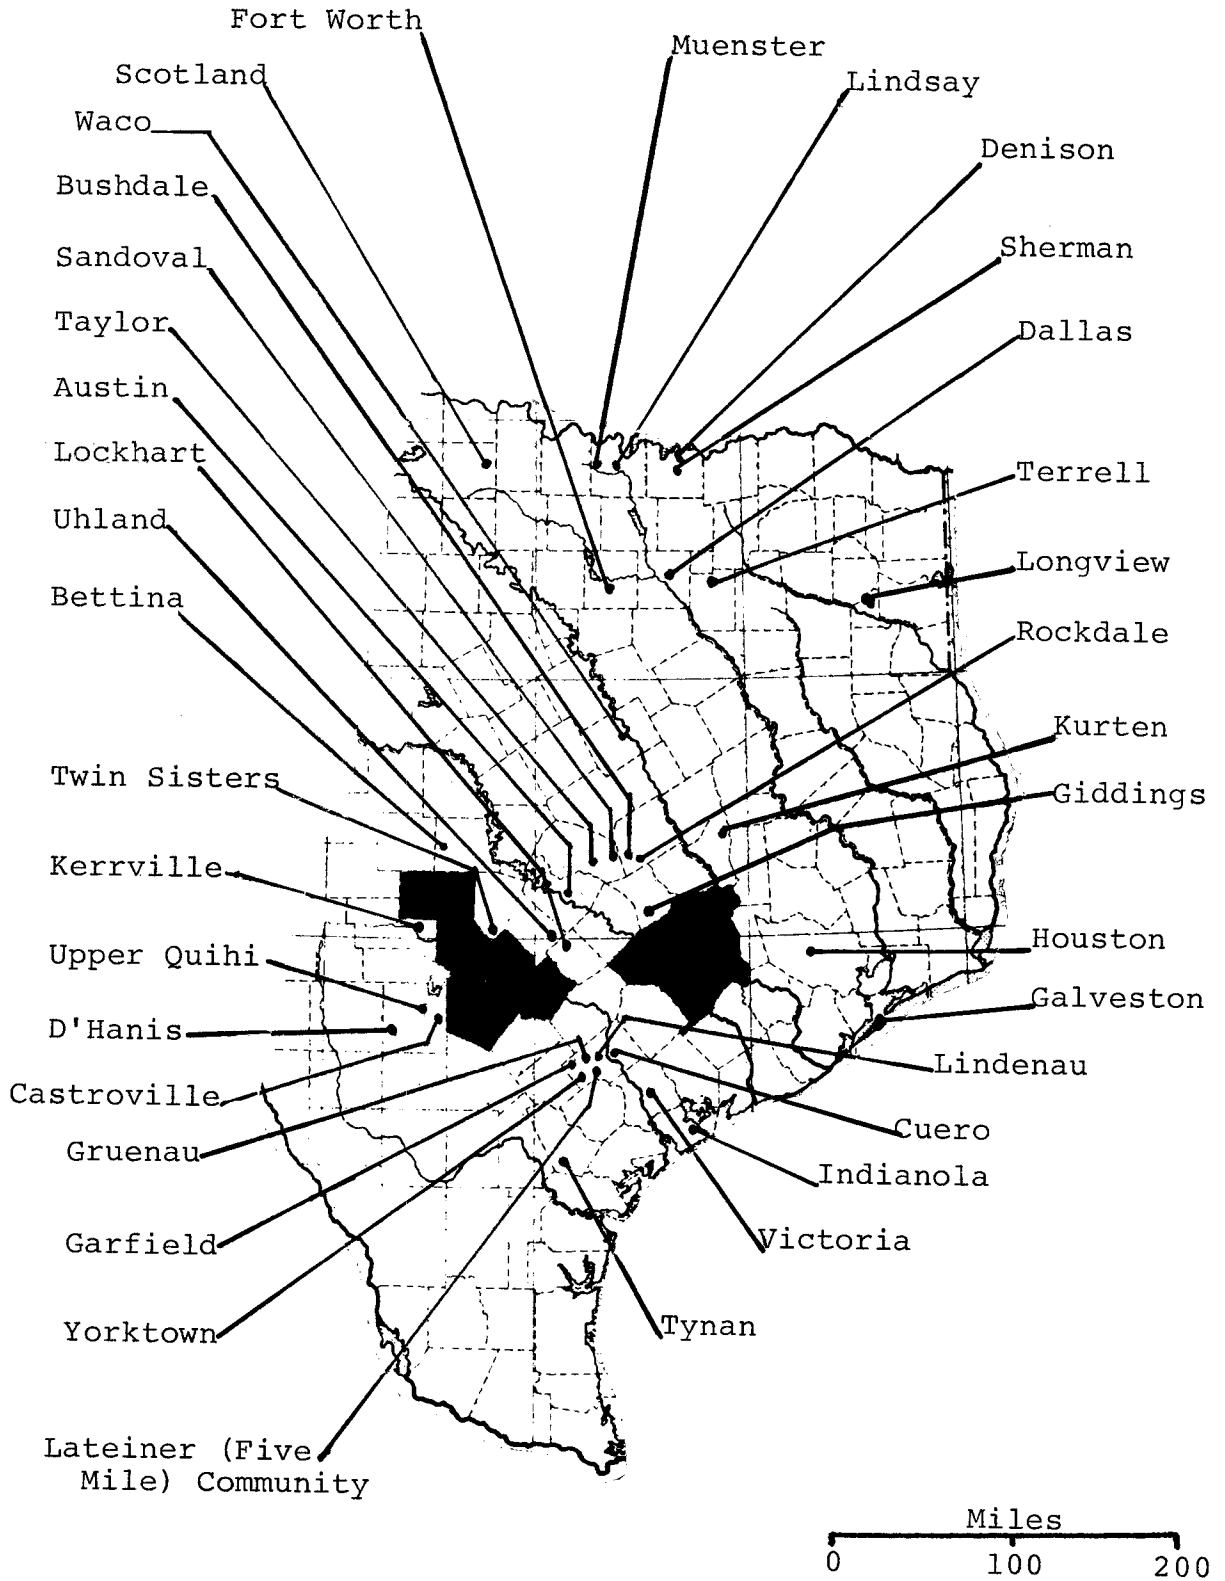 Fort Worth
Muenster
Scotland
Lindsay
Waco
Denison
Bushdale
Sherman
Sandoval
Taylor
Dallas
Austin
Lockhart
Terrell
Uhland
Longview
Bettina
Rockdale
Kurten
Twin Sisters
Giddings
Kerrville
Houston
Upper Quihi
Galveston
D'Hanis
Lindenau
Castroville
Cuero
Gruenau
Indianola
Garfield
Victoria
Yorktown
Tynan
Lateiner (Five
Mile) Community
Miles
0 100 200